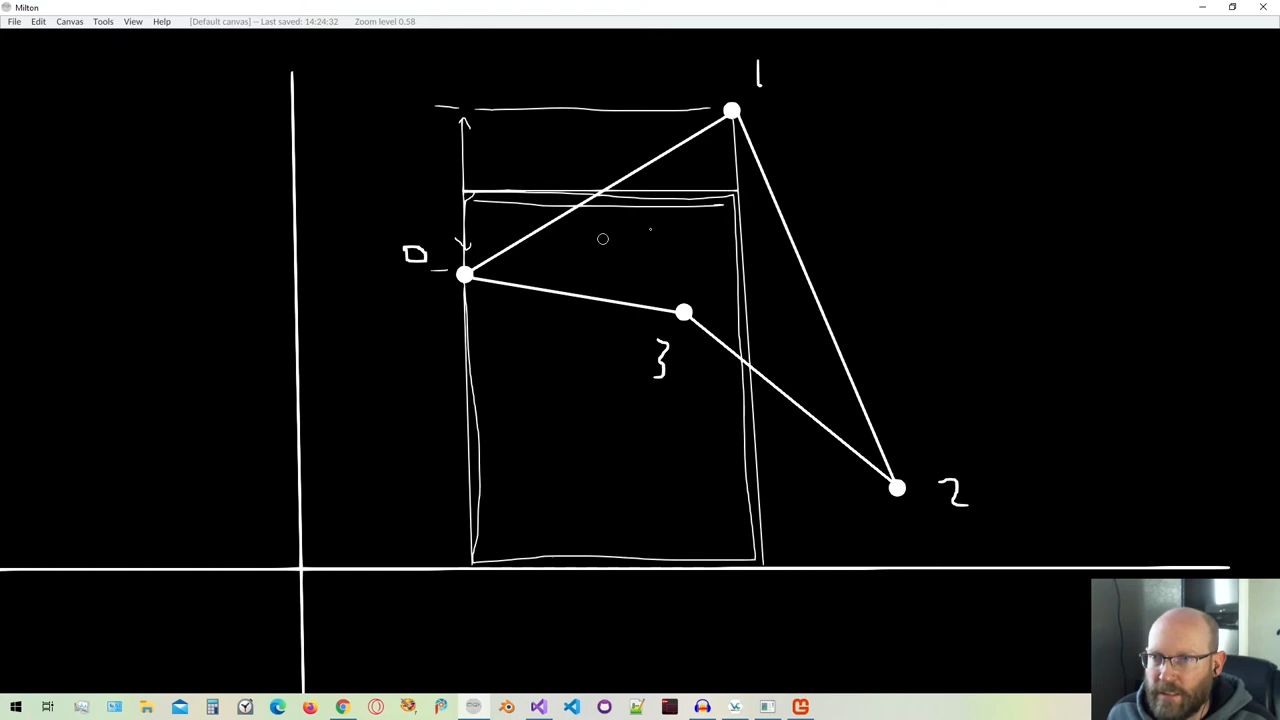 Milton
File Edit Canvas Tools View Help [Default canvas] -- Last saved: 14:24:32 Zoom level 0.58
1
0
3
2